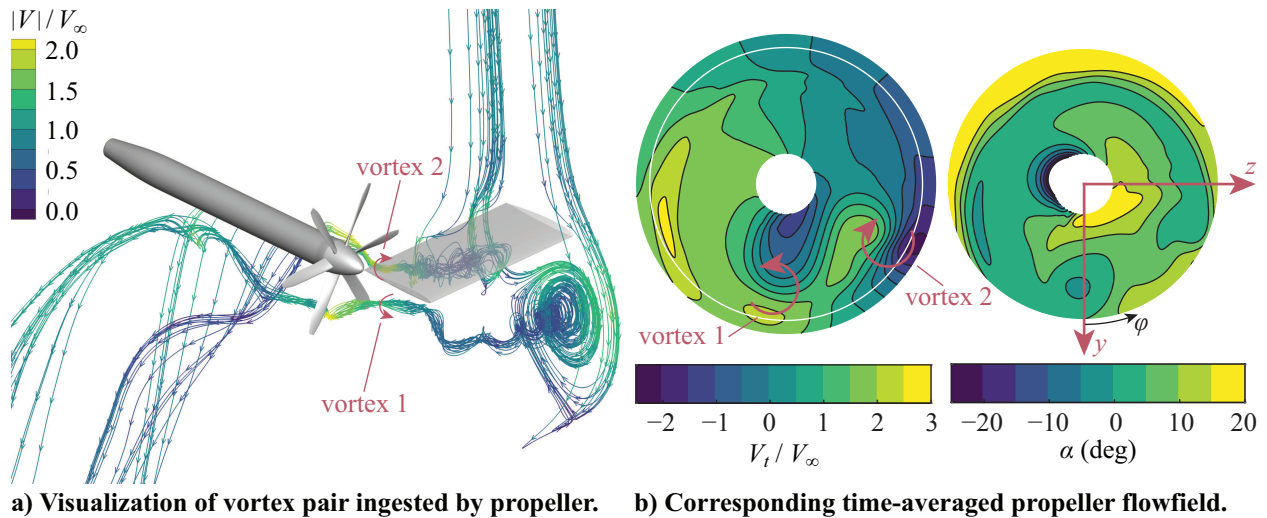 |V| / V∞
2.0
1.5
1.0
0.5
0.0
vortex 2
vortex 1
vortex 1
vortex 2
z
y
φ
−2 −1 0 1 2 3
V_t / V∞
−20 −10 0 10 20
α (deg)
a) Visualization of vortex pair ingested by propeller.
b) Corresponding time-averaged propeller flowfield.